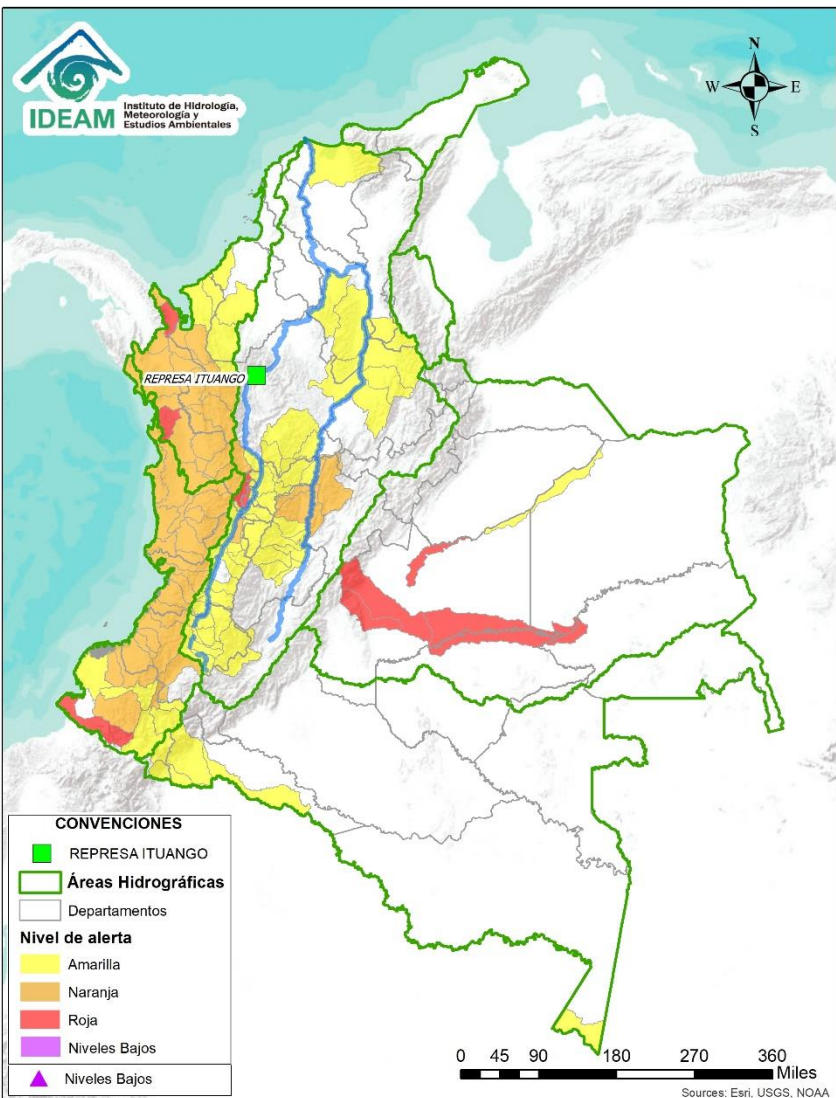 IDEAM
Instituto de Hidrología,
Meteorología y
Estudios Ambientales
N
W
E
S
REPRESA ITUANGO
CONVENCIONES
REPRESA ITUANGO
Áreas Hidrográficas
Departamentos
Nivel de alerta
Amarilla
Naranja
Roja
Niveles Bajos
Niveles Bajos
0 45 90 180 270 360
Miles
Sources: Esri, USGS, NOAA